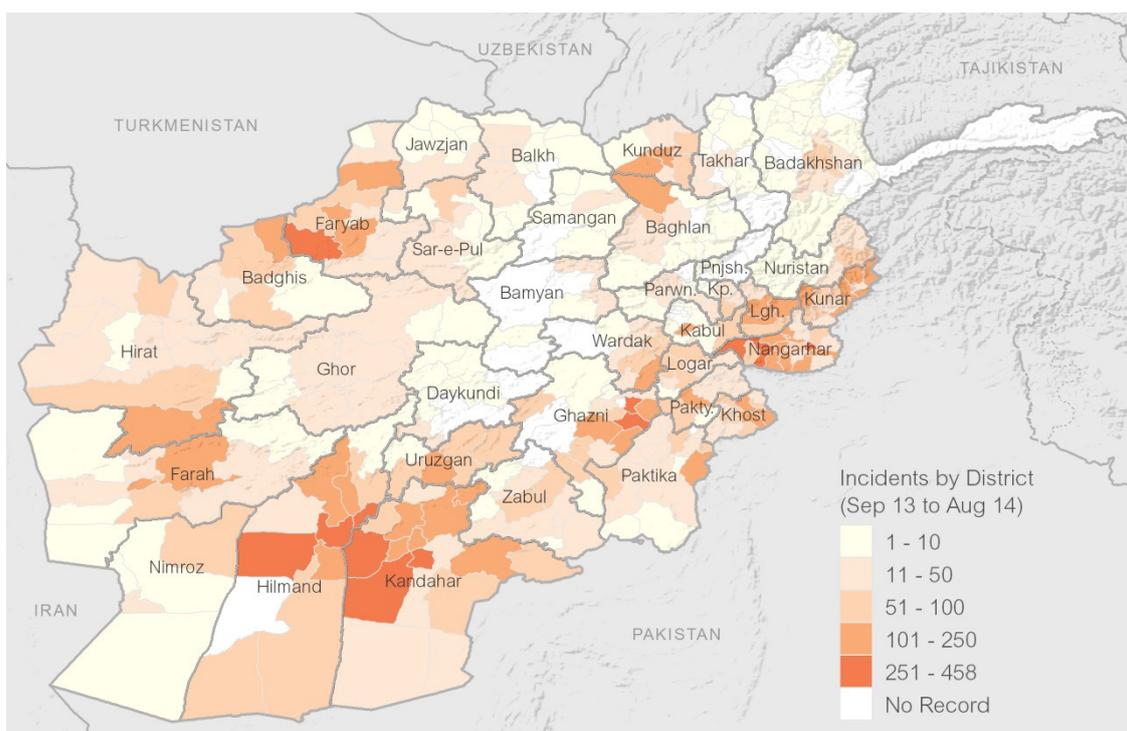 UZBEKISTAN
TAJIKISTAN
TURKMENISTAN
Jawzjan
Balkh
Kunduz
Takhar
Badakhshan
Samangan
Faryab
Baghlan
Sar-e-Pul
Badghis
Pnjsh.
Nuristan
Bamyan
Parwn.
Kp.
Lgh.
Kunar
Kabul
Hirat
Wardak
Nangarhar
Ghor
Logar
Daykundi
Ghazni
Pakty.
Khost
Uruzgan
Farah
Paktika
Zabul
Nimroz
Hilmand
Kandahar
IRAN
PAKISTAN
Incidents by District
(Sep 13 to Aug 14)
1 - 10
11 - 50
51 - 100
101 - 250
251 - 458
No Record